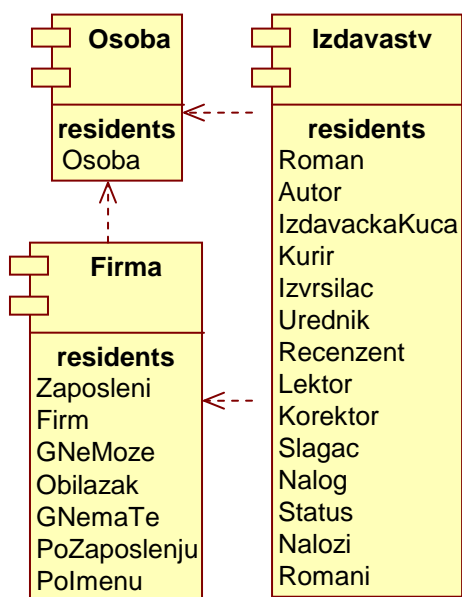 Osoba
residents
Osoba
Firma
residents
Zaposleni
Firm
GNeMoze
Obilazak
GNemaTe
PoZaposlenju
PoImenu
Izdavastv
residents
Roman
Autor
IzdavackaKuca
Kurir
Izvrsilac
Urednik
Recenzent
Lektor
Korektor
Slagac
Nalog
Status
Nalozi
Romani